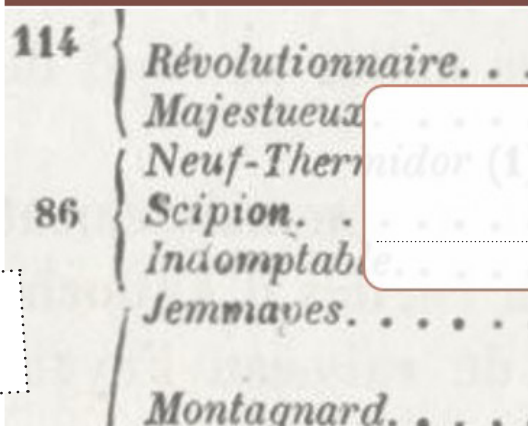 114
Révolutionnaire. . .
Majestueux
Neuf-Thermidor (1)
86
Scipion. .
Indomptable.
Jemmapes. . . . .
Montagnard. . . .